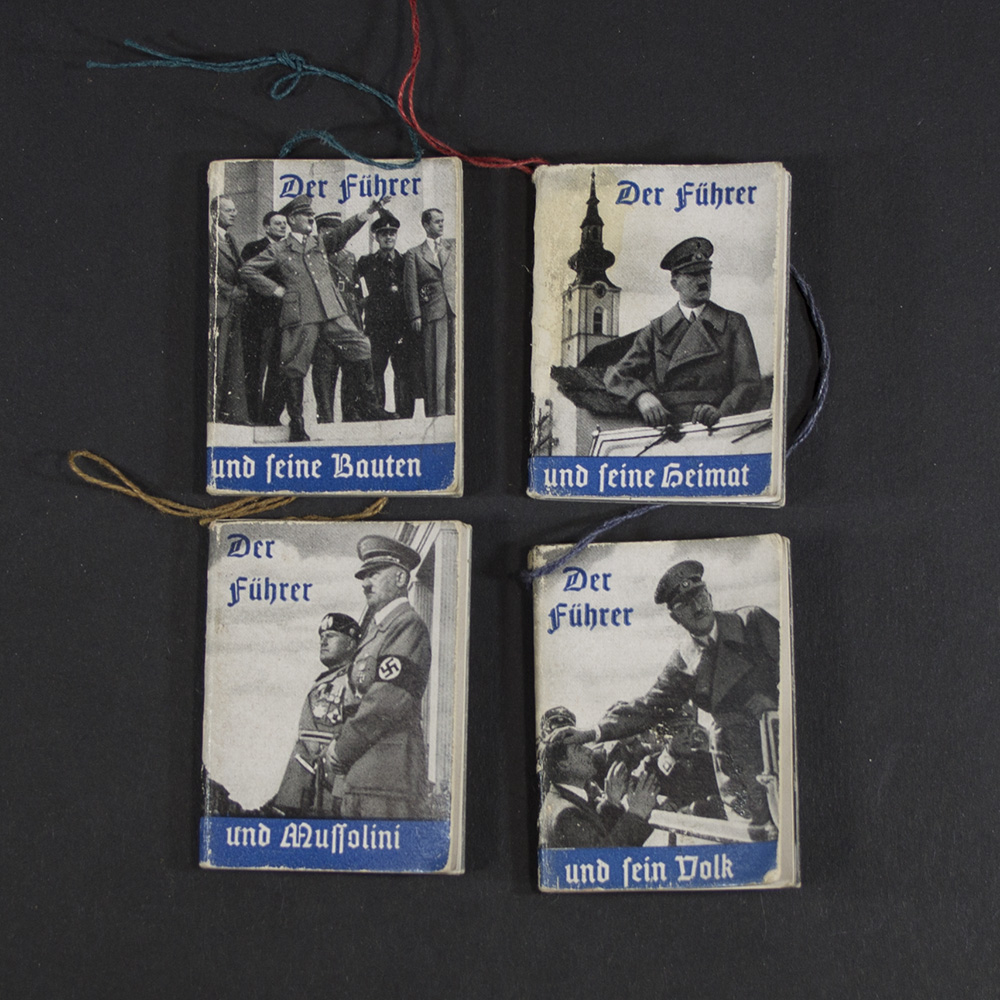 Der Führer
und ſeine Bauten
Der Führer
und ſeine Heimat
Der
Führer
und Muſſolini
Der
Führer
und ſein Volk